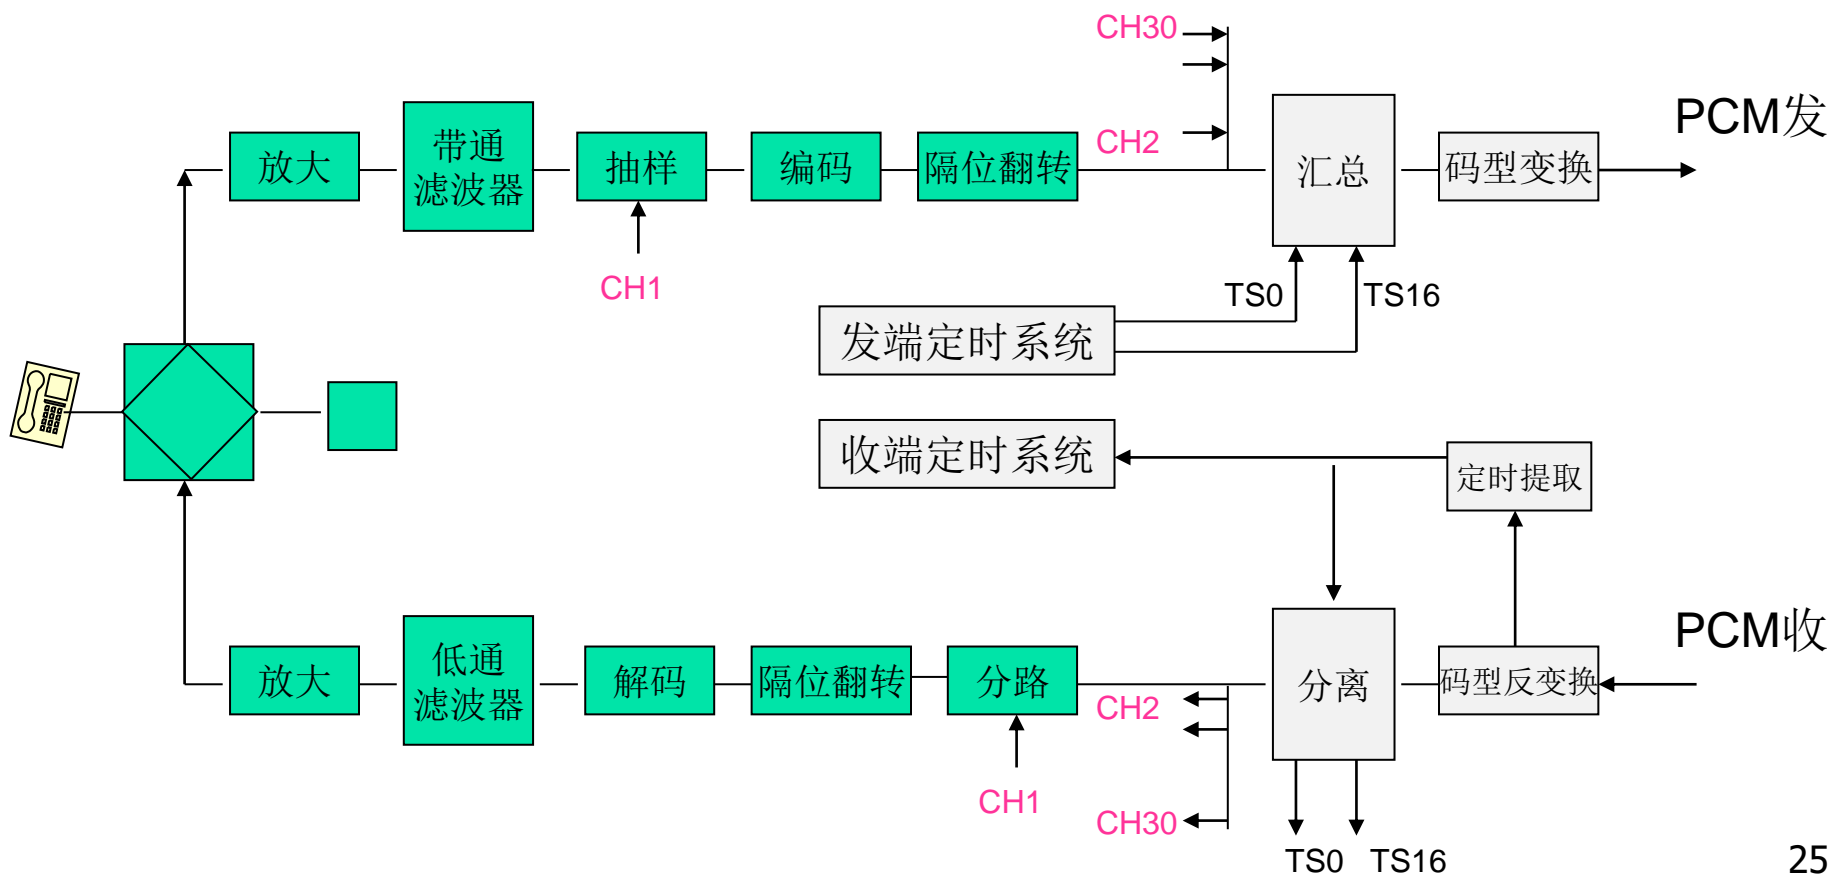 CH30
PCM发
带通
滤波器
放大
抽样
编码
隔位翻转
CH2
汇总
码型变换
CH1
TS0
TS16
发端定时系统
收端定时系统
定时提取
PCM收
放大
低通
滤波器
解码
隔位翻转
分路
CH2
分离
码型反变换
CH1
CH30
TS0
TS16
25